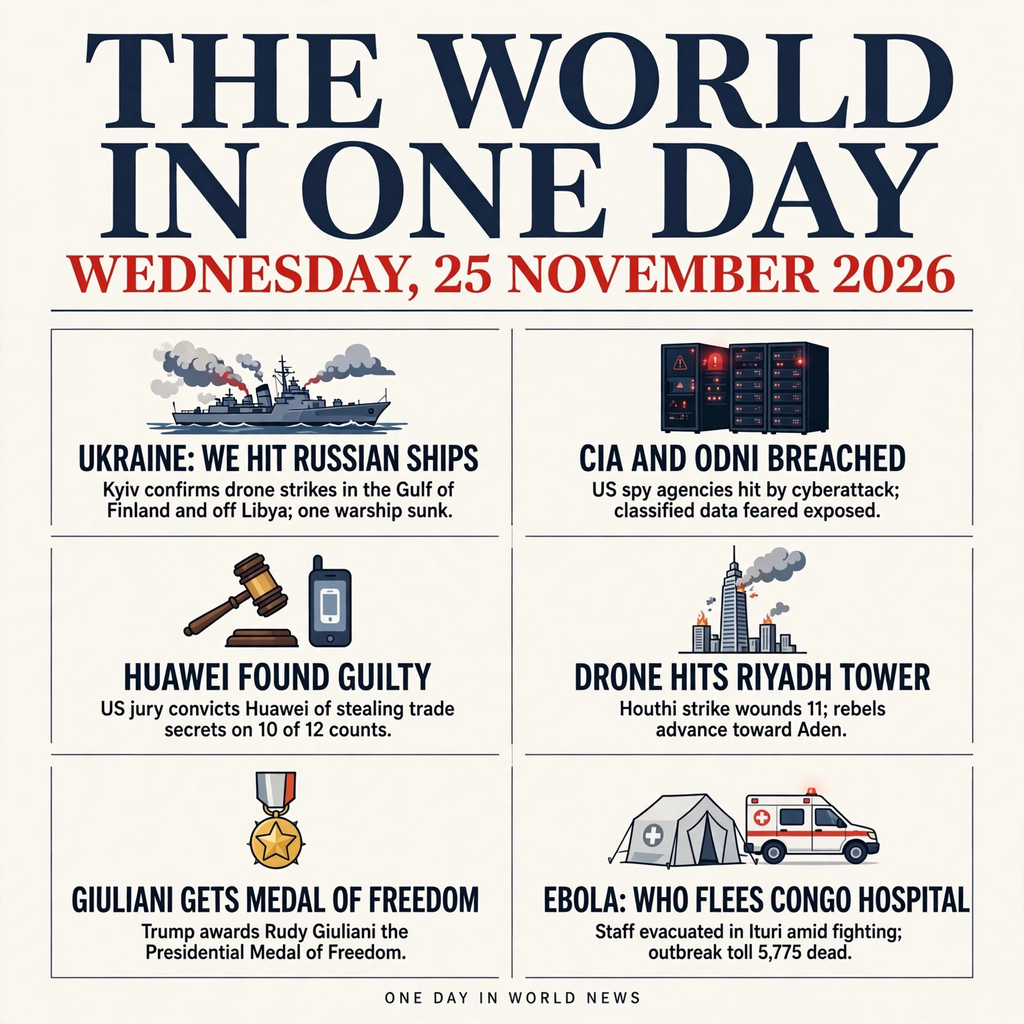 THE WORLD
IN ONE DAY
WEDNESDAY, 25 NOVEMBER 2026
UKRAINE: WE HIT RUSSIAN SHIPS
Kyiv confirms drone strikes in the Gulf of
Finland and off Libya; one warship sunk.
CIA AND ODNI BREACHED
US spy agencies hit by cyberattack;
classified data feared exposed.
HUAWEI FOUND GUILTY
US jury convicts Huawei of stealing trade
secrets on 10 of 12 counts.
DRONE HITS RIYADH TOWER
Houthi strike wounds 11; rebels
advance toward Aden.
GIULIANI GETS MEDAL OF FREEDOM
Trump awards Rudy Giuliani the
Presidential Medal of Freedom.
EBOLA: WHO FLEES CONGO HOSPITAL
Staff evacuated in Ituri amid fighting;
outbreak toll 5,775 dead.
ONE DAY IN WORLD NEWS